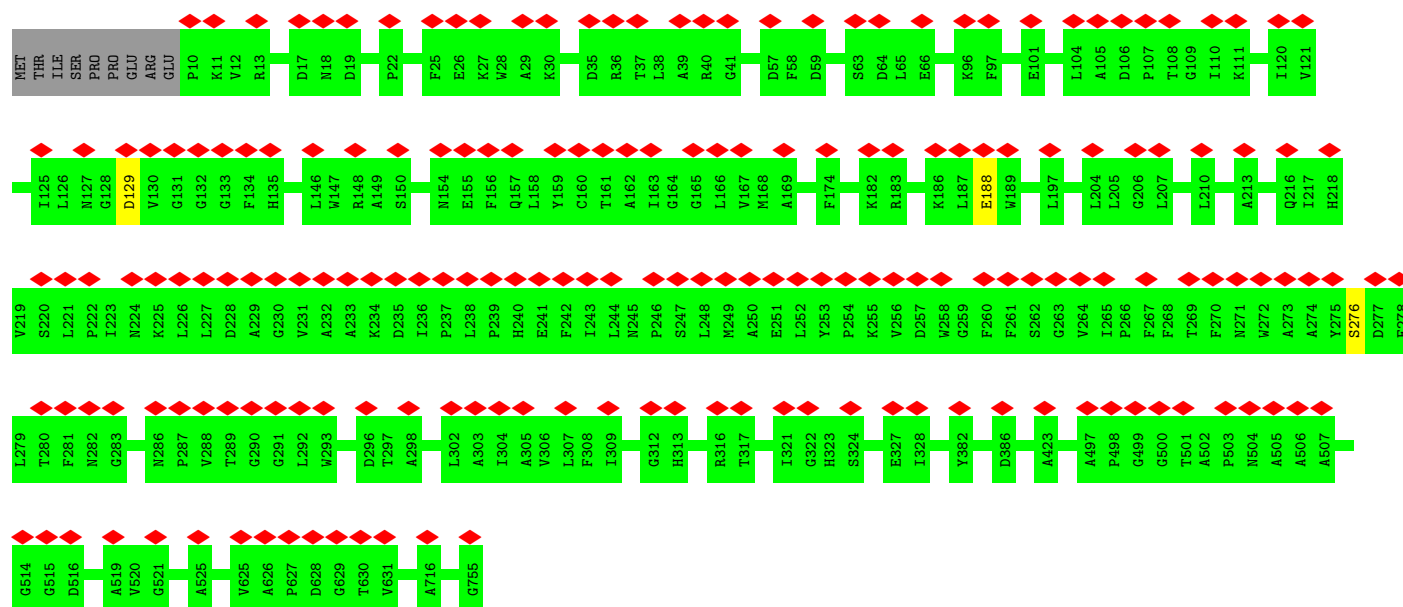 MET THR ILE SER PRO PRO GLU ARG GLU P10 K11 V12 R13 D17 N18 D19 P22 F25 E26 K27 W28 A29 K30 D35 R36 T37 L38 A39 R40 G41 D57 F58 D59 S63 D64 L65 E66 K96 F97 E101 L104 A105 D106 P107 T108 G109 I110 K111 I120 V121
I125 L126 N127 G128 D129 V130 G131 G132 G133 F134 H135 L146 W147 R148 A149 S150 N154 E155 F156 Q157 L158 Y159 C160 T161 A162 I163 G164 G165 L166 V167 M168 A169 F174 K182 R183 K186 L187 E188 W189 L197 L204 L205 G206 L207 L210 A213 Q216 I217 H218
V219 S220 L221 P222 I223 N224 K225 L226 L227 D228 A229 G230 V231 A232 A233 K234 D235 I236 P237 L238 P239 H240 E241 F242 I243 L244 N245 P246 S247 L248 M249 A250 E251 L252 Y253 P254 K255 V256 D257 W258 G259 F260 F261 S262 G263 V264 I265 P266 F267 F268 T269 F270 N271 W272 A273 A274 Y275 S276 D277
L279 T280 F281 N282 G283 N286 P287 V288 T289 G290 G291 L292 W293 D296 T297 A298 L302 A303 I304 A305 V306 L307 F308 I309 G312 H313 R316 T317 I321 G322 H323 S324 E327 I328 Y382 D386 A423 A497 P498 G499 G500 T501 A502 P503 N504 A505 A506 A507
G514 G515 D516 A519 V520 G521 A525 V625 A626 P627 D628 G629 T630 V631 A716 G755